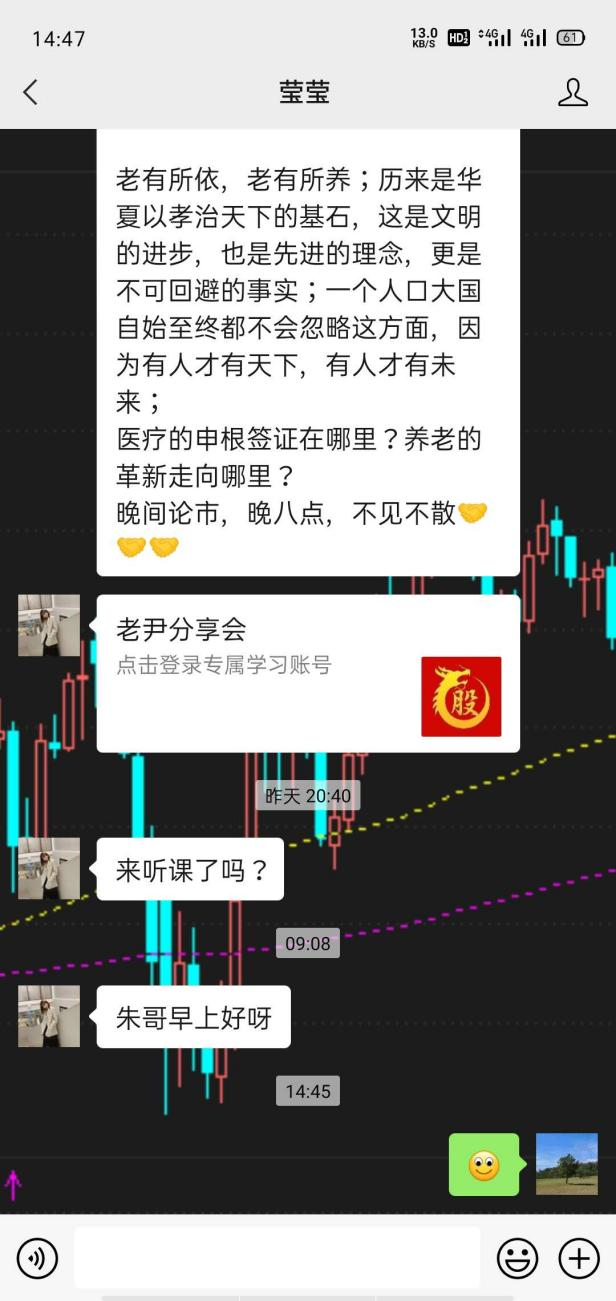 14:47
13.0 KB/S HD 4G 4G 61
莹莹
老有所依，老有所养；历来是华
夏以孝治天下的基石，这是文明
的进步，也是先进的理念，更是
不可回避的事实；一个人口大国
自始至终都不会忽略这方面，因
为有人才有天下，有人才有未
来；
医疗的申根签证在哪里？养老的
革新走向哪里？
晚间论市，晚八点，不见不散🤝
🤝🤝
老尹分享会
点击登录专属学习账号
股
昨天 20:40
来听课了吗？
09:08
朱哥早上好呀
14:45